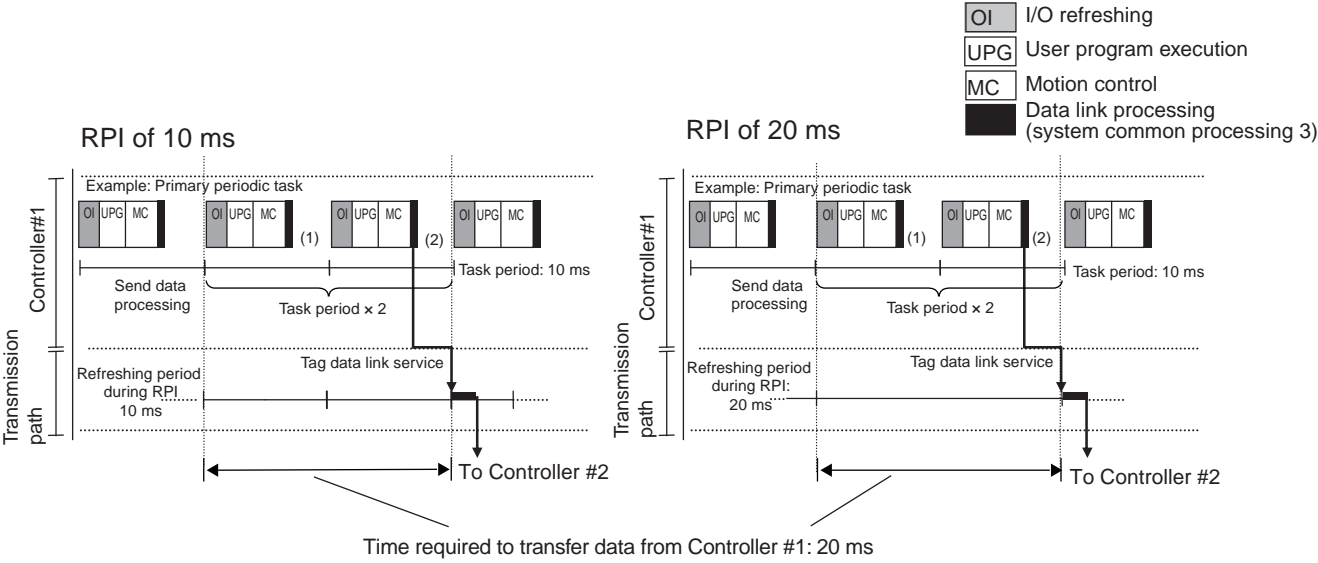 OI I/O refreshing
UPG User program execution
MC Motion control
Data link processing
(system common processing 3)
RPI of 10 ms
Controller#1
Example: Primary periodic task
OI UPG MC
OI UPG MC
(1)
OI UPG MC
(2)
OI UPG MC
Task period: 10 ms
Send data
processing
Task period × 2
Transmission
path
Tag data link service
Refreshing period
during RPI
10 ms
To Controller #2
RPI of 20 ms
Controller#1
Example: Primary periodic task
OI UPG MC
OI UPG MC
(1)
OI UPG MC
(2)
OI UPG MC
Task period: 10 ms
Send data
processing
Task period × 2
Transmission
path
Tag data link service
Refreshing period
during RPI:
20 ms
To Controller #2
Time required to transfer data from Controller #1: 20 ms